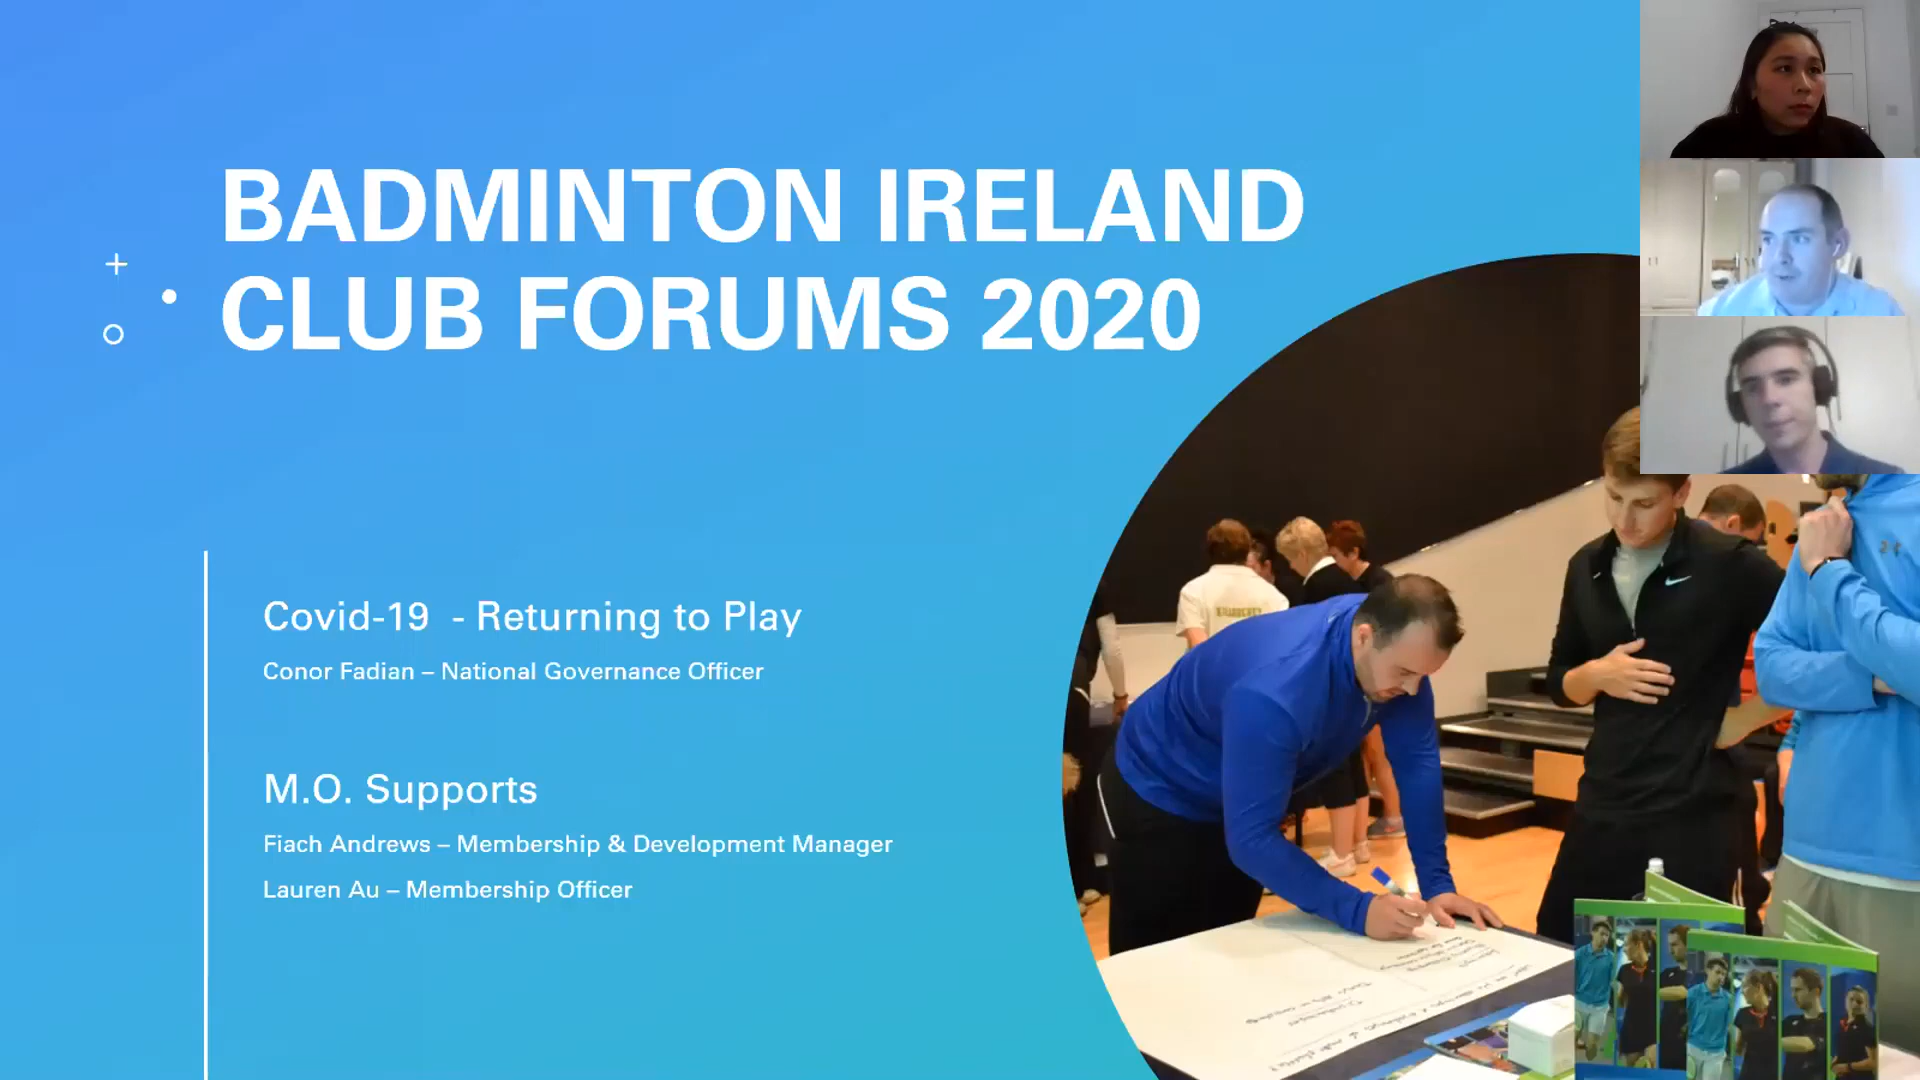 BADMINTON IRELAND
CLUB FORUMS 2020
Covid-19 - Returning to Play
Conor Fadian – National Governance Officer
M.O. Supports
Fiach Andrews – Membership & Development Manager
Lauren Au – Membership Officer